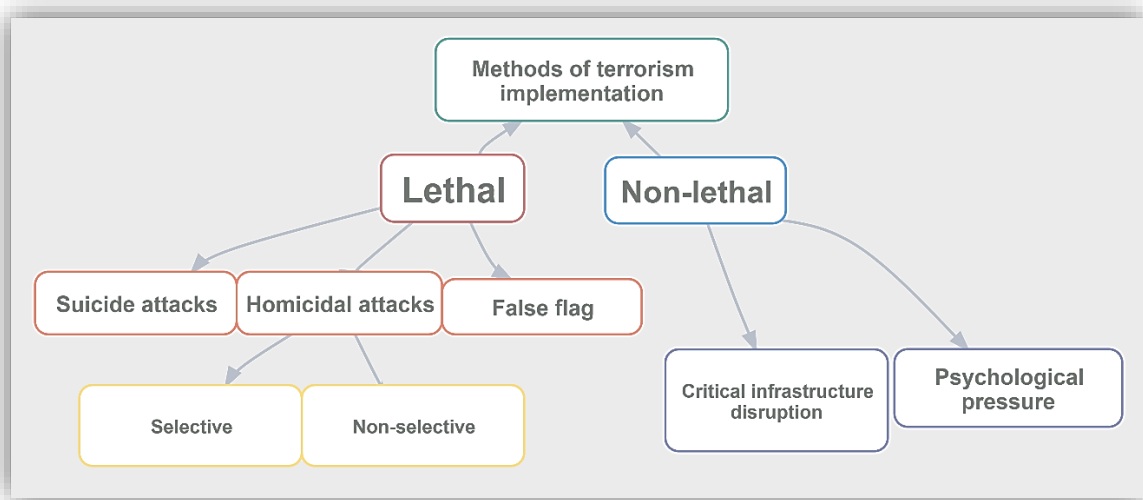 Methods of terrorism
implementation
Lethal
Non-lethal
Suicide attacks
Homicidal attacks
False flag
Critical infrastructure
disruption
Psychological
pressure
Selective
Non-selective